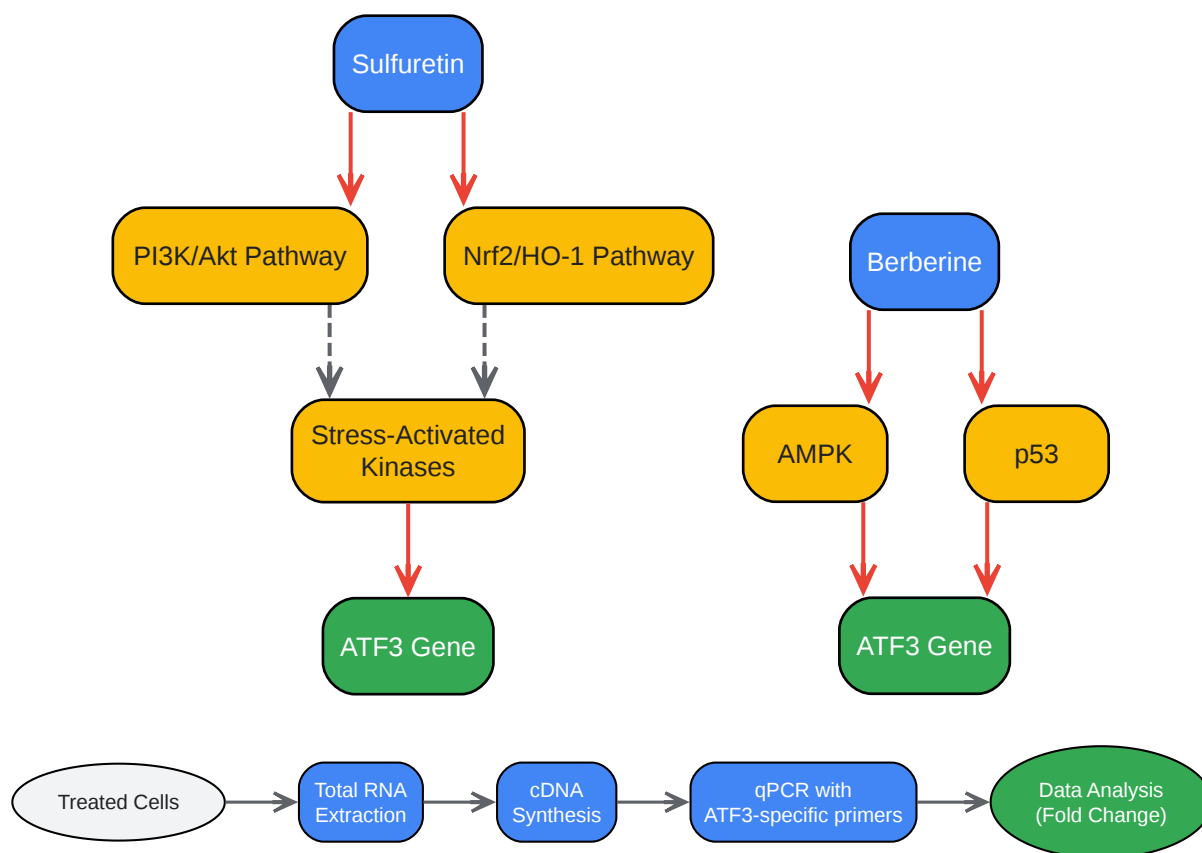 Sulfuretin
PI3K/Akt Pathway
Nrf2/HO-1 Pathway
Stress-Activated
Kinases
ATF3 Gene
Berberine
AMPK
p53
ATF3 Gene
Treated Cells
Total RNA
Extraction
cDNA
Synthesis
qPCR with
ATF3-specific primers
Data Analysis
(Fold Change)